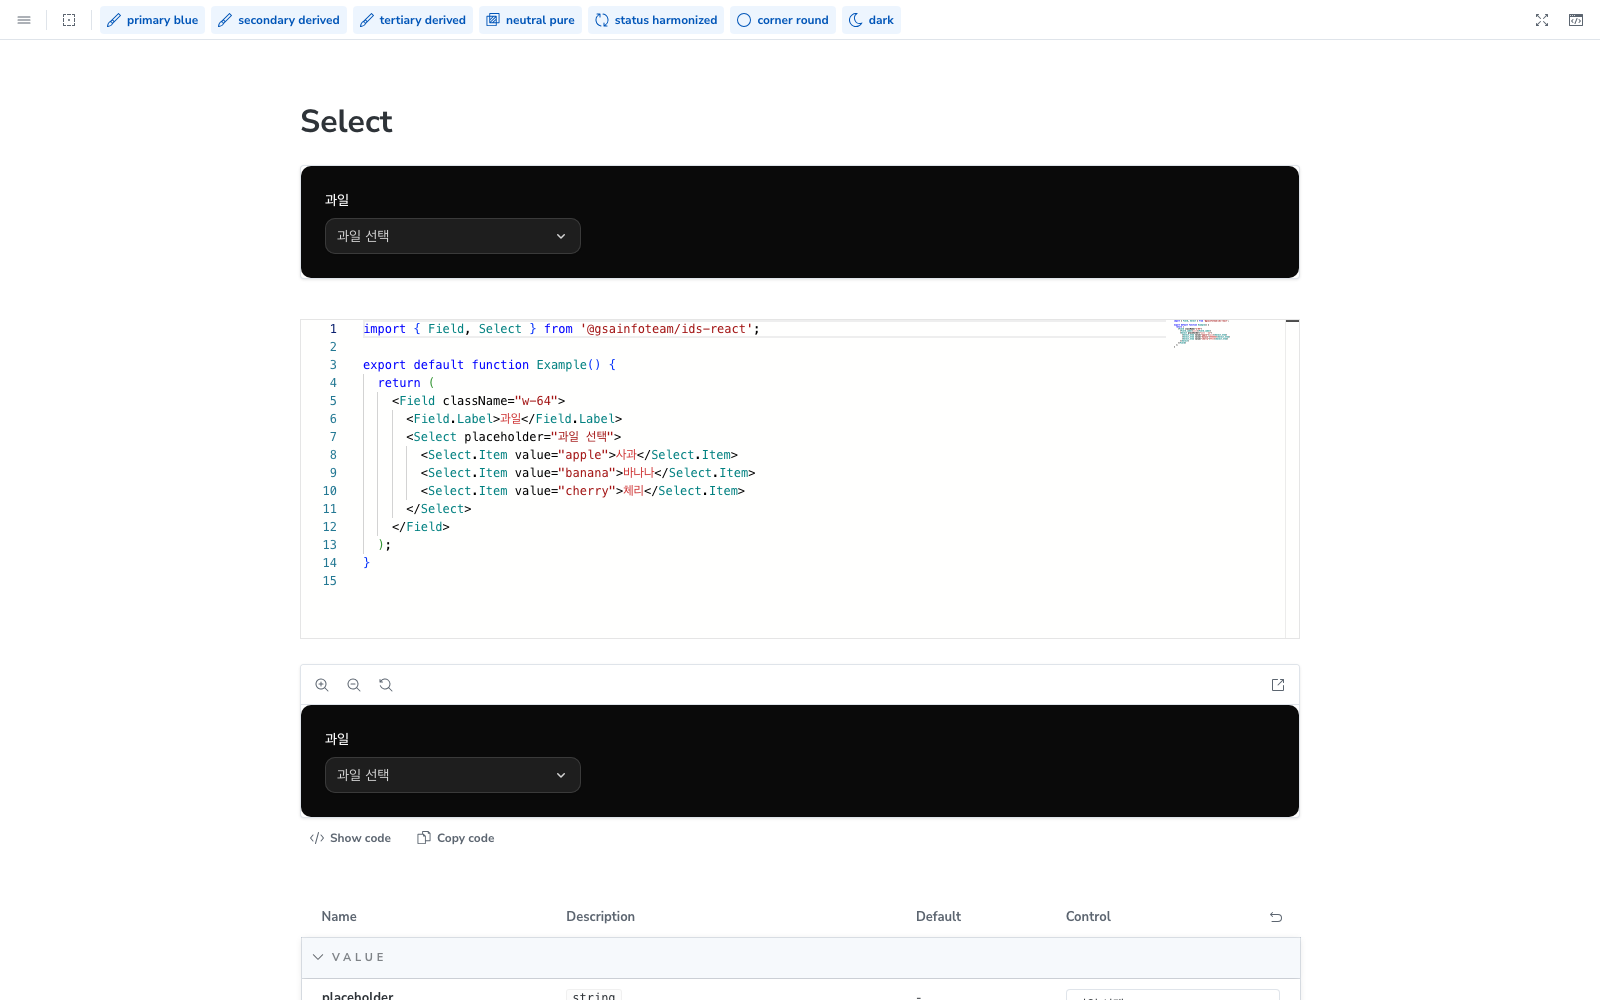 primary blue secondary derived tertiary derived neutral pure status harmonized corner round dark
Select
과일
과일 선택
1 import { Field, Select } from '@gsainfoteam/ids-react';
2
3 export default function Example() {
4 return (
5 <Field className="w-64">
6 <Field.Label>과일</Field.Label>
7 <Select placeholder="과일 선택">
8 <Select.Item value="apple">사과</Select.Item>
9 <Select.Item value="banana">바나나</Select.Item>
10 <Select.Item value="cherry">체리</Select.Item>
11 </Select>
12 </Field>
13 );
14 }
15
과일
과일 선택
Show code Copy code
Name Description Default Control
VALUE
placeholder string -